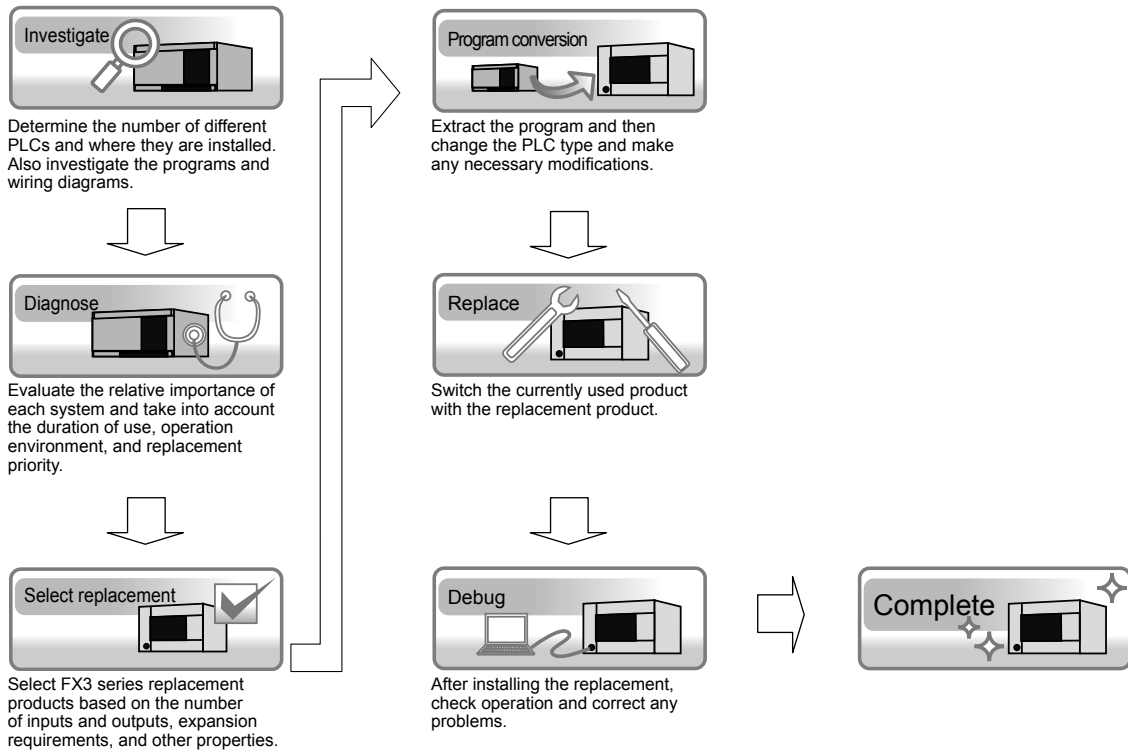 Investigate
Determine the number of different
PLCs and where they are installed.
Also investigate the programs and
wiring diagrams.
Diagnose
Evaluate the relative importance of
each system and take into account
the duration of use, operation
environment, and replacement
priority.
Select replacement
Select FX3 series replacement
products based on the number
of inputs and outputs, expansion
requirements, and other properties.
Program conversion
Extract the program and then
change the PLC type and make
any necessary modifications.
Replace
Switch the currently used product
with the replacement product.
Debug
After installing the replacement,
check operation and correct any
problems.
Complete